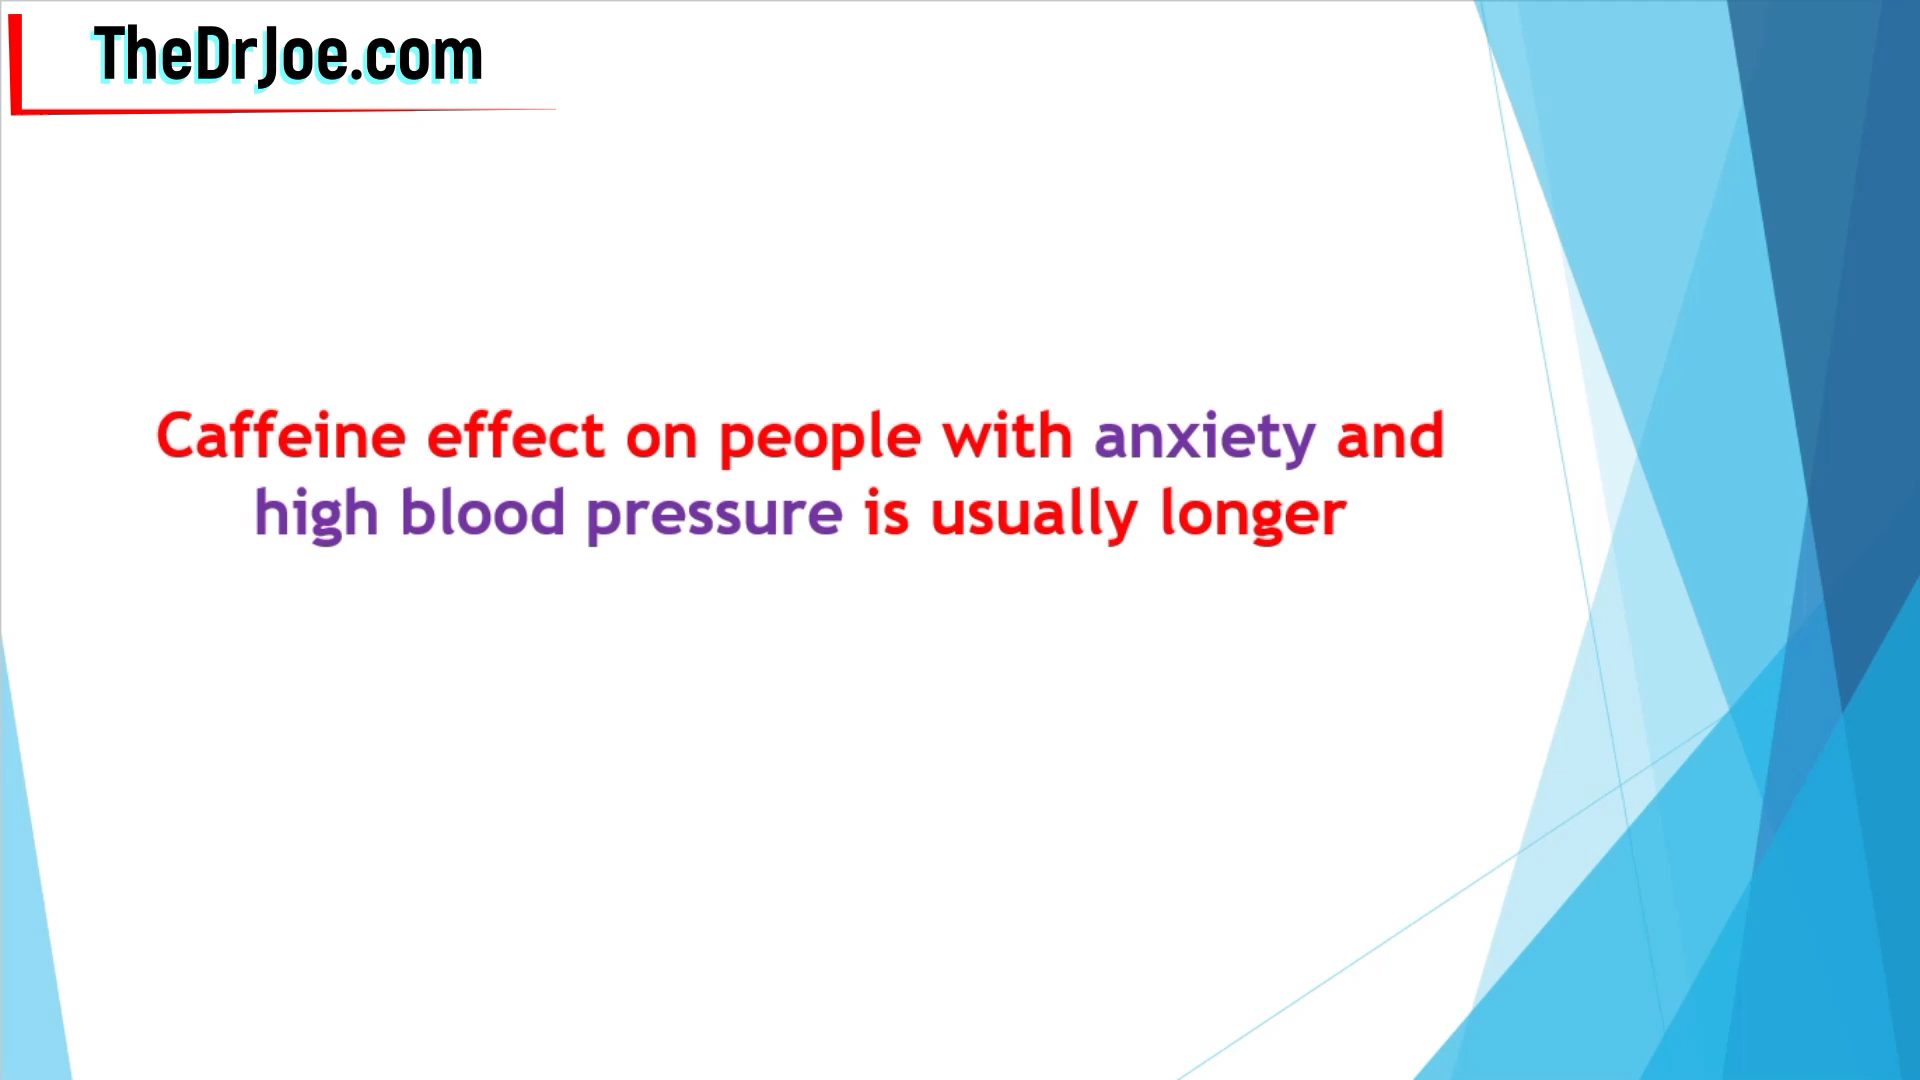 TheDrJoe.com
Caffeine effect on people with anxiety and
high blood pressure is usually longer